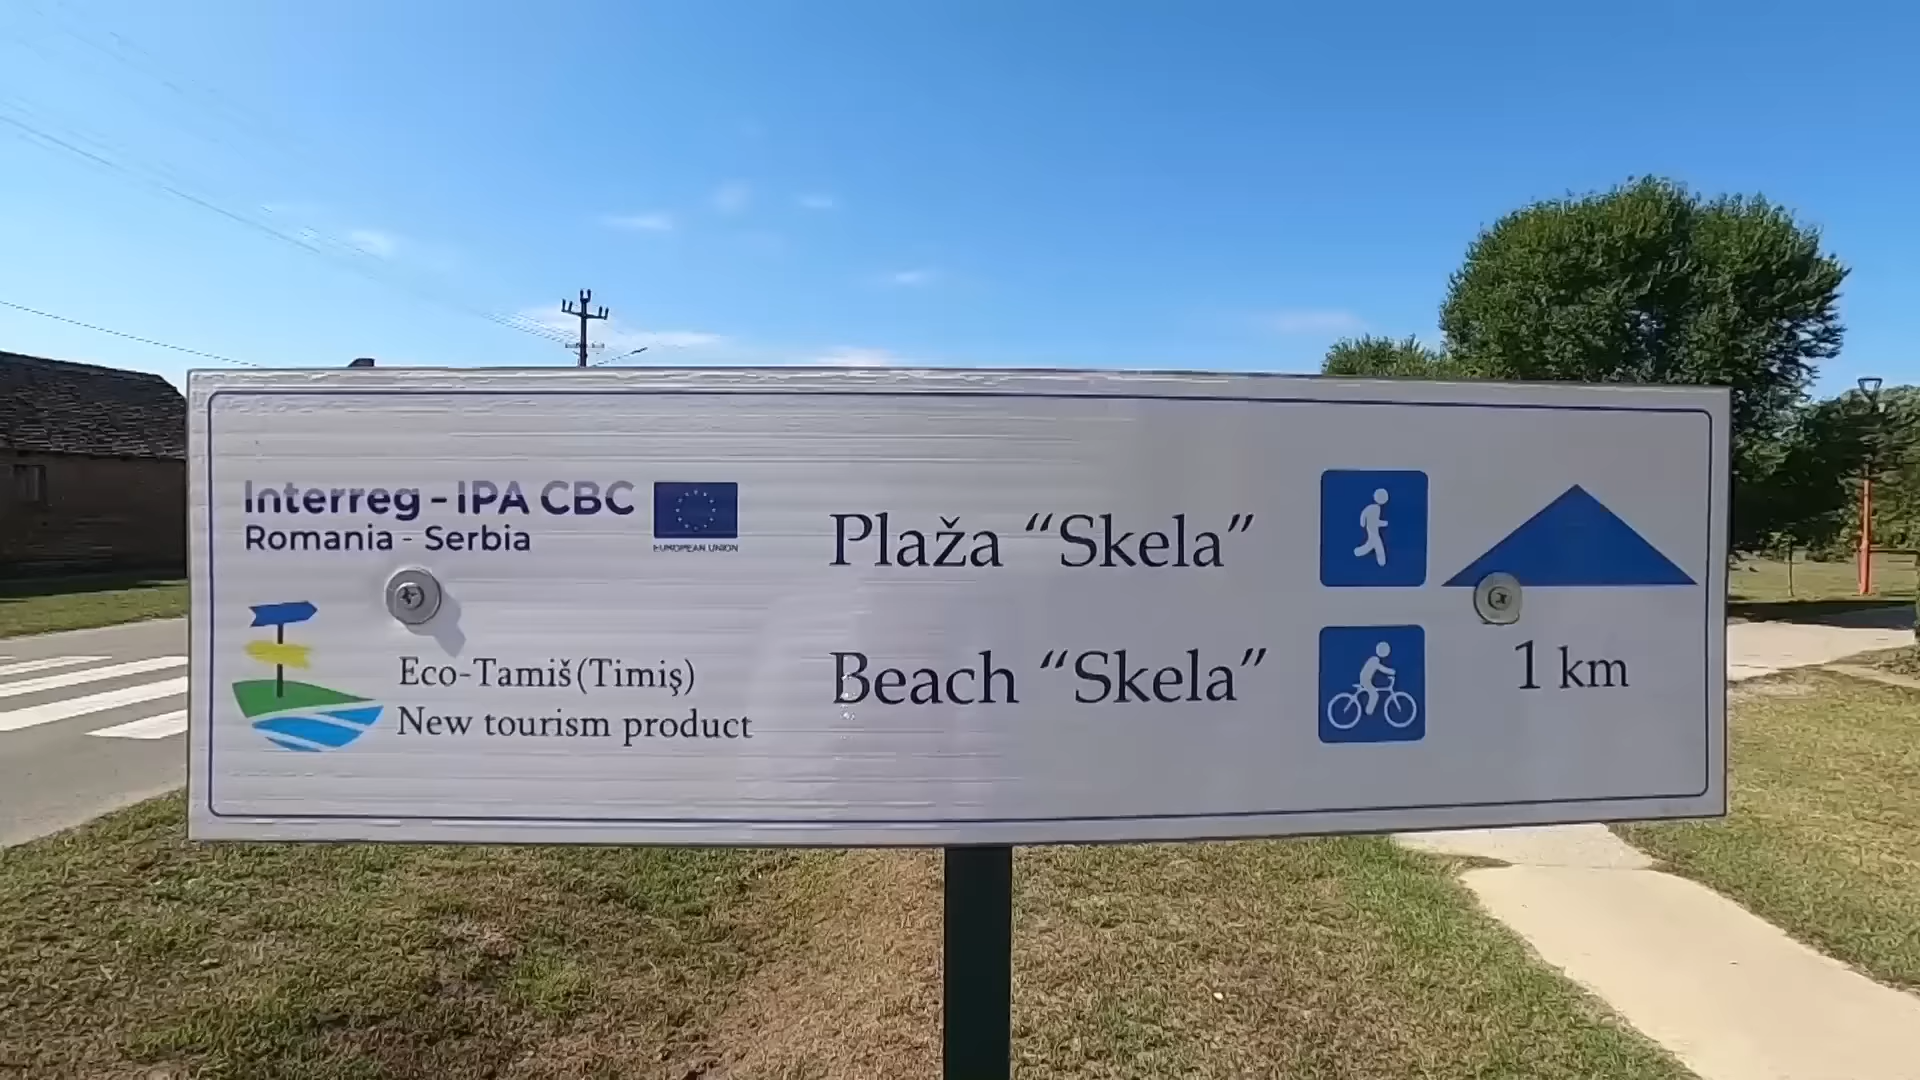 Interreg - IPA CBC
Romania - Serbia
EUROPEAN UNION
Eco-Tamiš (Timiş)
New tourism product
Plaža “Skela”
Beach “Skela”
1 km